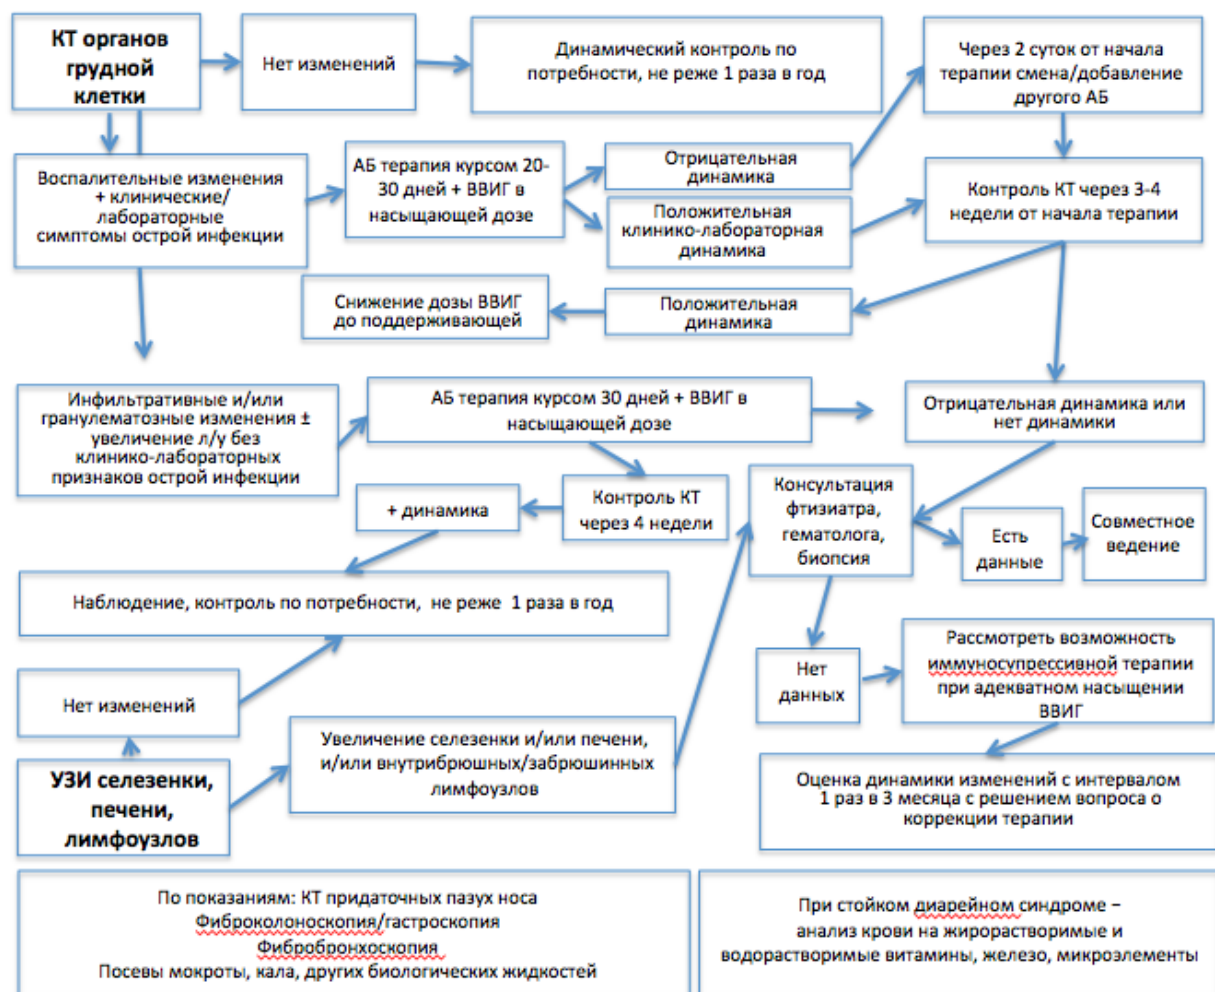 КТ органов
грудной
клетки
Нет изменений
Динамический контроль по
потребности, не реже 1 раза в год
Через 2 суток от начала
терапии смена/добавление
другого АБ
Воспалительные изменения
+ клинические/
лабораторные
симптомы острой инфекции
АБ терапия курсом 20-
30 дней + ВВИГ в
насыщающей дозе
Отрицательная
динамика
Положительная
клинико-лабораторная
динамика
Контроль КТ через 3-4
недели от начала терапии
Снижение дозы ВВИГ
до поддерживающей
Положительная
динамика
Инфильтративные и/или
гранулематозные изменения ±
увеличение л/у без
клинико-лабораторных
признаков острой инфекции
АБ терапия курсом 30 дней + ВВИГ в
насыщающей дозе
Отрицательная динамика или
нет динамики
+ динамика
Контроль КТ
через 4 недели
Консультация
фтизиатра,
гематолога,
биопсия
Есть
данные
Совместное
ведение
Наблюдение, контроль по потребности, не реже 1 раза в год
Нет
данных
Рассмотреть возможность
иммуносупрессивной терапии
при адекватном насыщении
ВВИГ
Нет изменений
УЗИ селезенки,
печени,
лимфоузлов
Увеличение селезенки и/или печени,
и/или внутрибрюшных/забрюшинных
лимфоузлов
Оценка динамики изменений с интервалом
1 раз в 3 месяца с решением вопроса о
коррекции терапии
По показаниям: КТ придаточных пазух носа
Фиброколоноскопия/гастроскопия
Фибробронхоскопия
Посевы мокроты, кала, других биологических жидкостей
При стойком диарейном синдроме –
анализ крови на жирорастворимые и
водорастворимые витамины, железо, микроэлементы